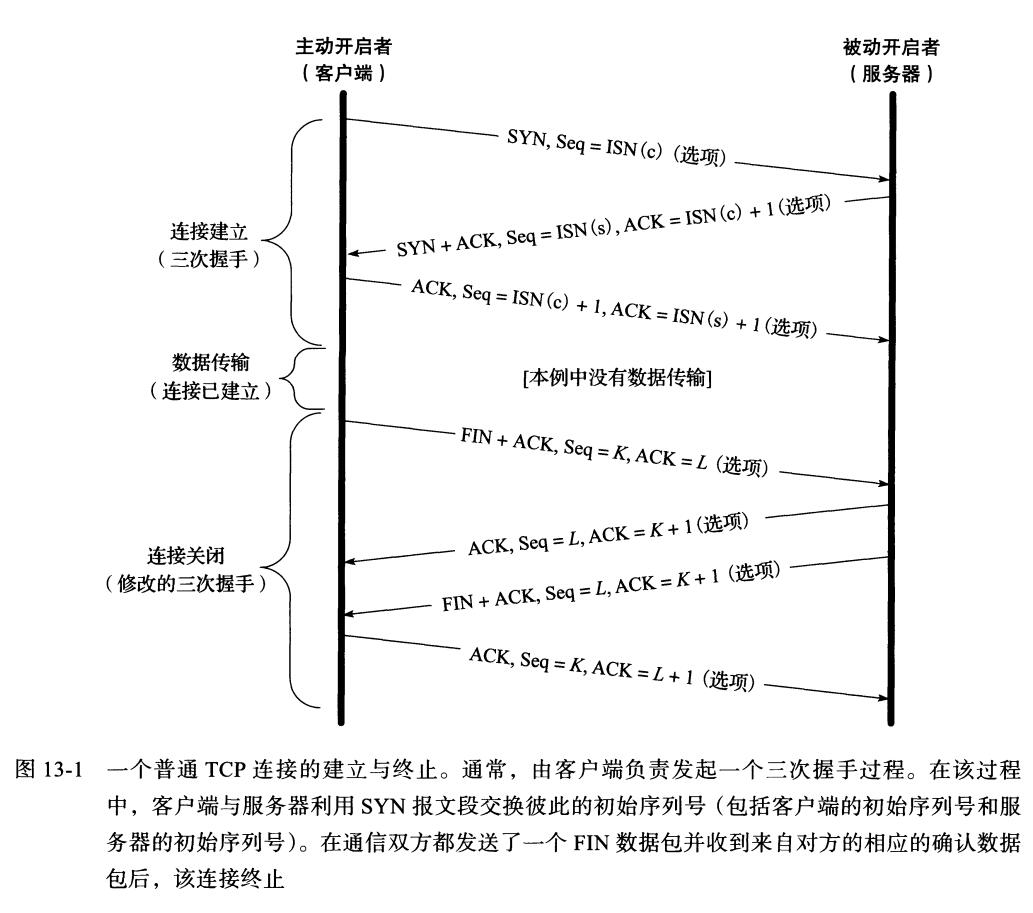 主动开启者
（客户端）
被动开启者
（服务器）
SYN, Seq = ISN(c) (选项)
SYN + ACK, Seq = ISN(s), ACK = ISN(c) + 1(选项)
连接建立
（三次握手）
ACK, Seq = ISN(c) + 1, ACK = ISN(s) + 1(选项)
数据传输
（连接已建立）
[本例中没有数据传输]
FIN + ACK, Seq = K, ACK = L (选项)
ACK, Seq = L, ACK = K + 1(选项)
连接关闭
（修改的三次握手）
FIN + ACK, Seq = L, ACK = K + 1 (选项)
ACK, Seq = K, ACK = L + 1 (选项)
图 13-1 一个普通 TCP 连接的建立与终止。通常，由客户端负责发起一个三次握手过程。在该过程
中，客户端与服务器利用 SYN 报文段交换彼此的初始序列号（包括客户端的初始序列号和服
务器的初始序列号）。在通信双方都发送了一个 FIN 数据包并收到来自对方的相应的确认数据
包后，该连接终止